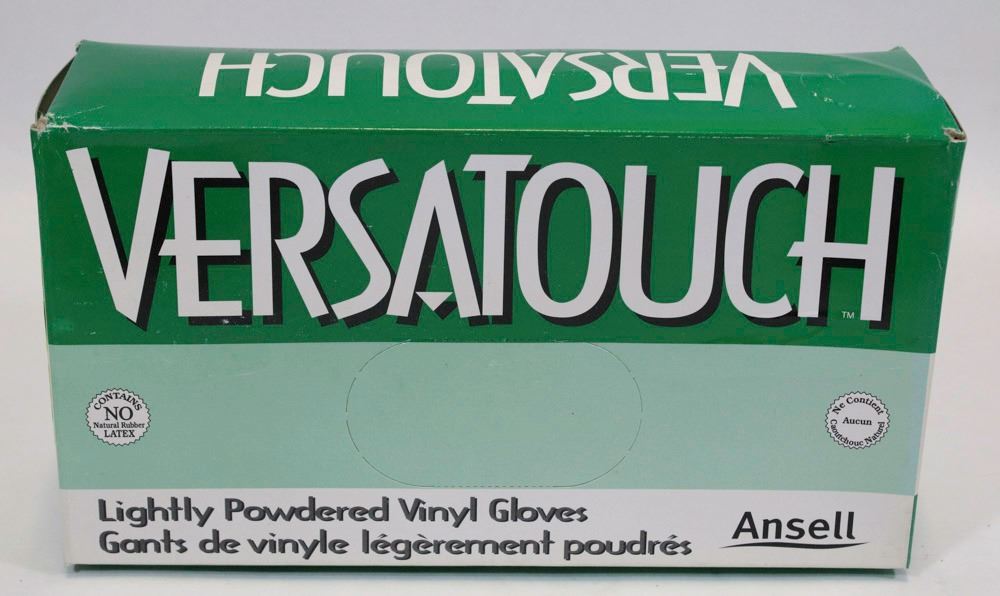 VERSATOUCH
VERSATOUCH
TM
CONTAINS
NO
Natural Rubber
LATEX
Ne Contient
Aucun
Caoutchouc Naturel
Lightly Powdered Vinyl Gloves
Gants de vinyle légèrement poudrés
Ansell